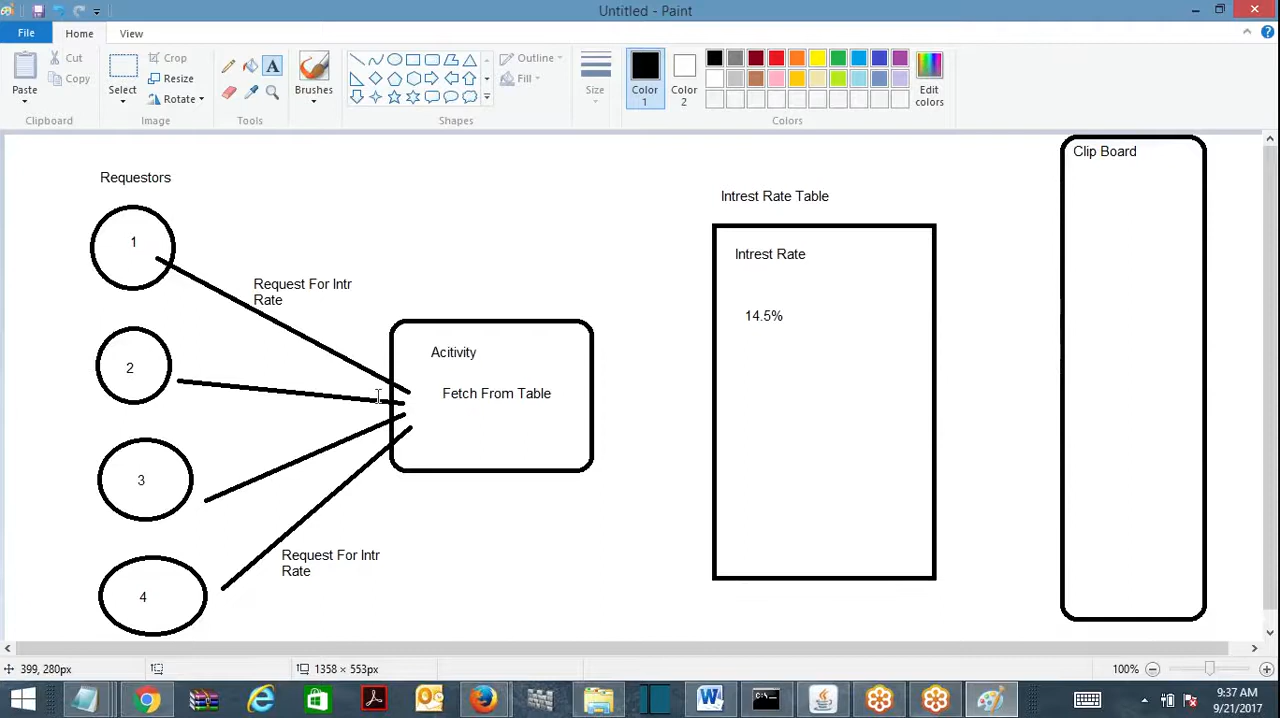 Untitled - Paint
File
Home
View
Paste
Cut
Copy
Clipboard
Select
Crop
Resize
Rotate
Image
A
Tools
Brushes
Shapes
Outline
Fill
Size
Color
1
Color
2
Colors
Edit
colors
Clip Board
Requestors
Intrest Rate Table
1
Intrest Rate
Request For Intr
Rate
14.5%
Acitivity
2
Fetch From Table
3
Request For Intr
Rate
4
399, 280px
1358 × 553px
100%
9:37 AM
9/21/2017